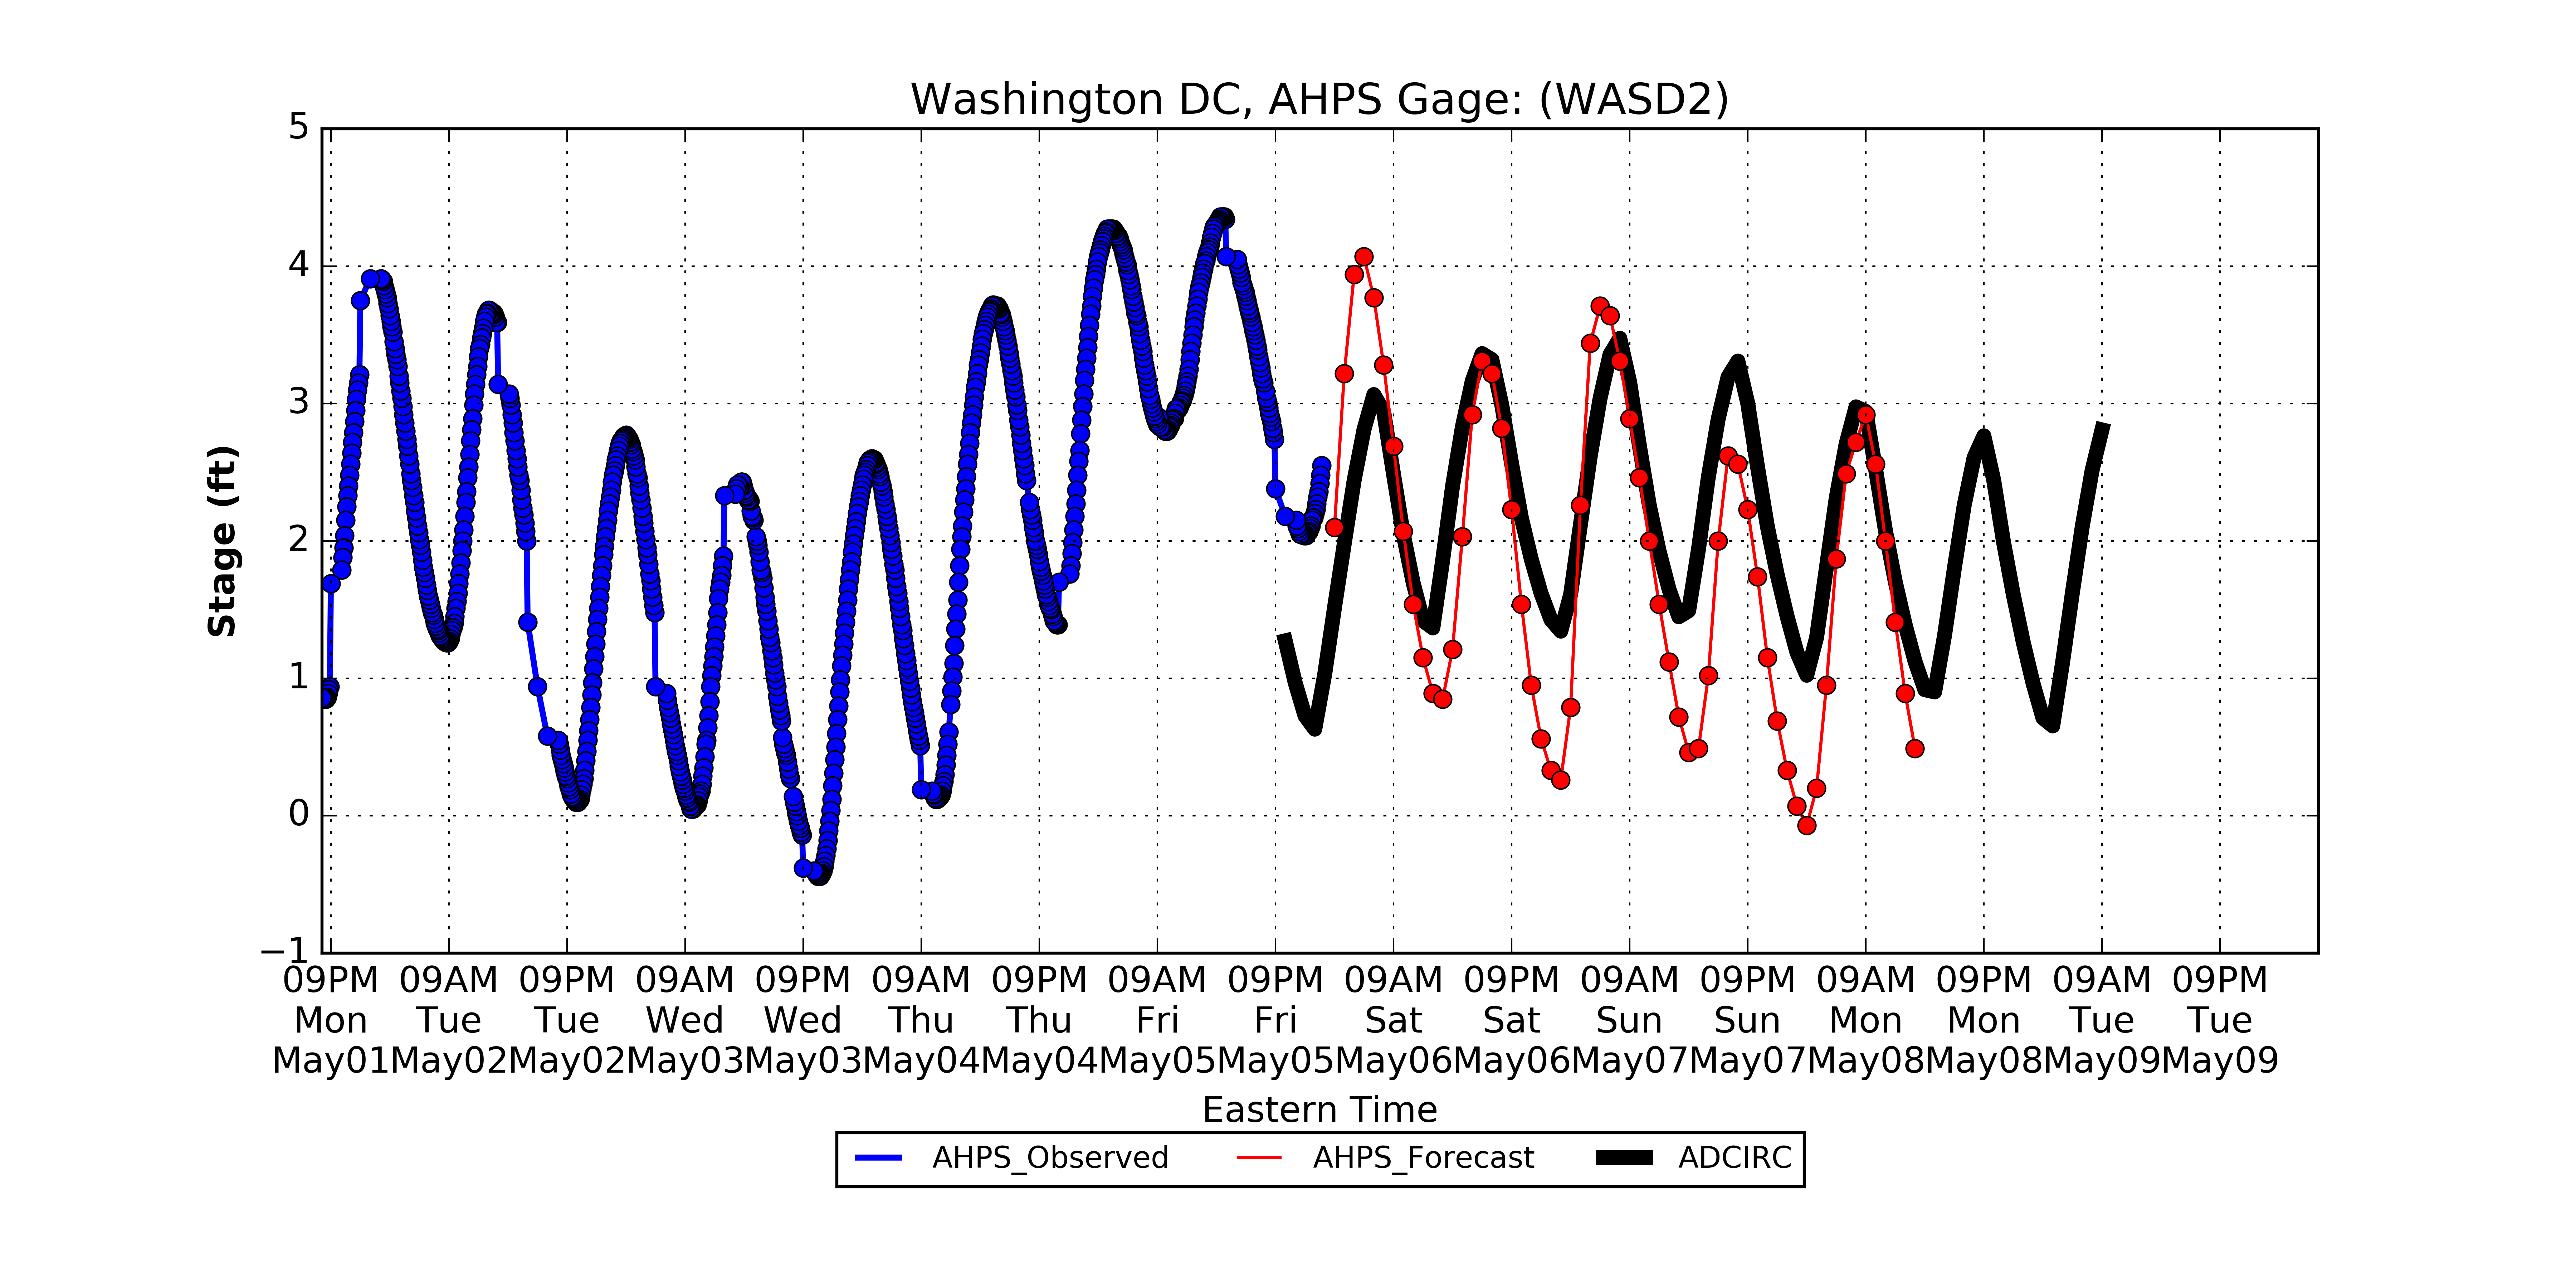 Washington DC, AHPS Gage: (WASD2)
5
4
3
2
1
0
−1
Stage (ft)
09PM 09AM 09PM 09AM 09PM 09AM 09PM 09AM 09PM 09AM 09PM 09AM 09PM 09AM 09PM 09AM 09PM
Mon Tue Tue Wed Wed Thu Thu Fri Fri Sat Sat Sun Sun Mon Mon Tue Tue
May01 May02 May02 May03 May03 May04 May04 May05 May05 May06 May06 May07 May07 May08 May08 May09 May09
Eastern Time
AHPS_Observed AHPS_Forecast ADCIRC